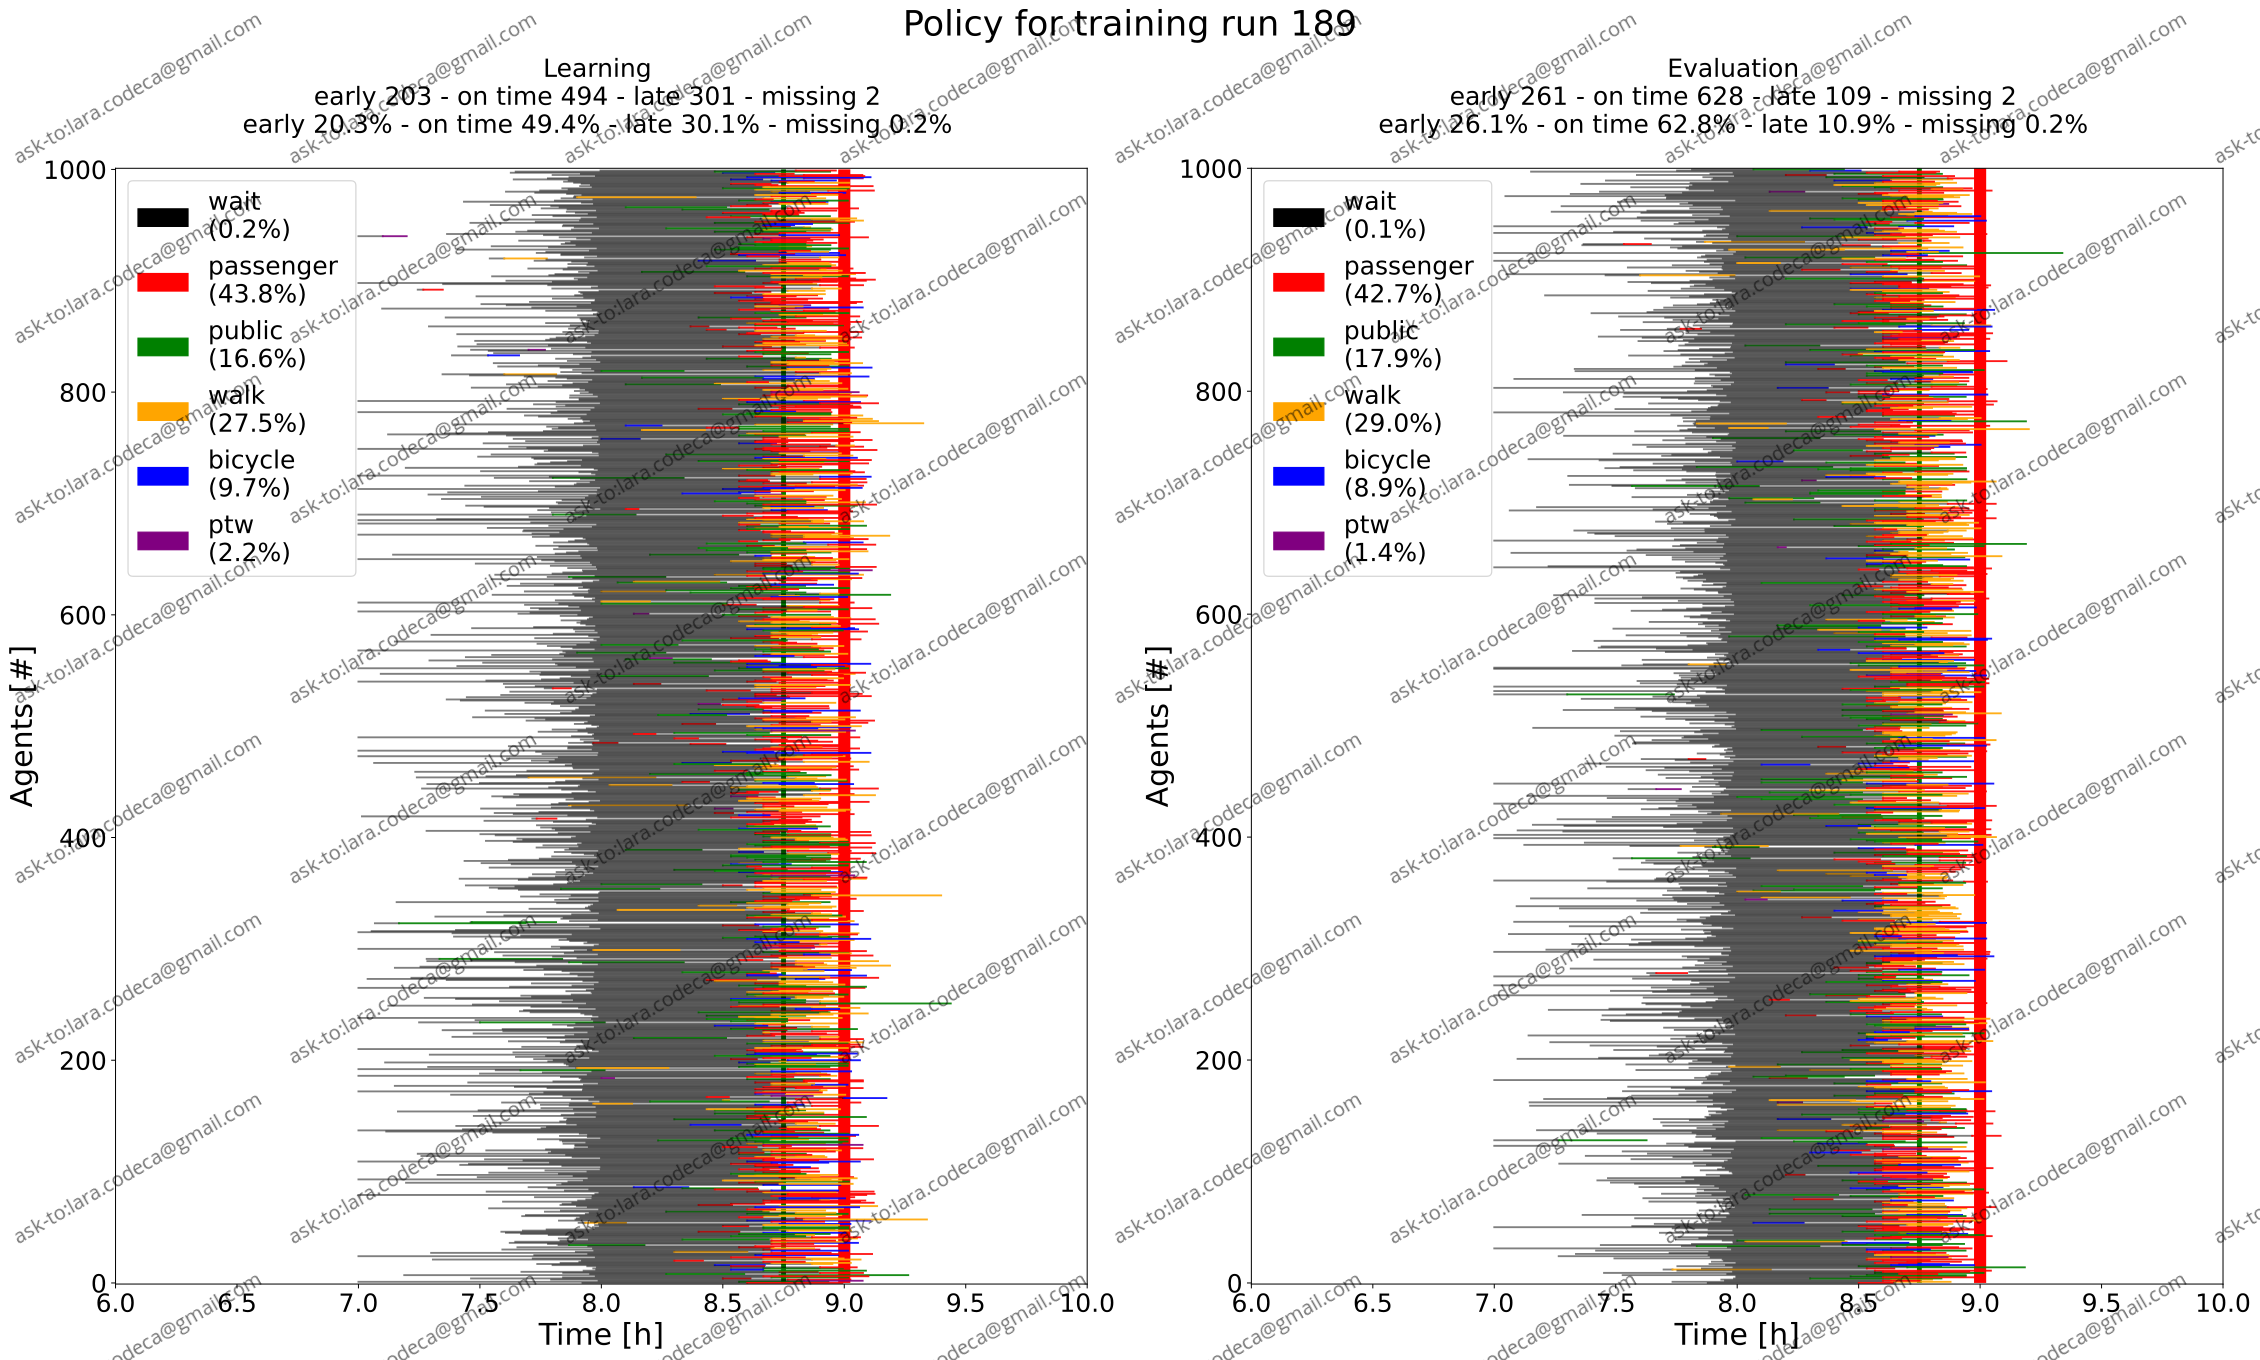 Policy for training run 189
Learning
early 203 - on time 494 - late 301 - missing 2
early 20.3% - on time 49.4% - late 30.1% - missing 0.2%
Agents [#]
1000
800
600
400
200
0
wait
(0.2%)
passenger
(43.8%)
public
(16.6%)
walk
(27.5%)
bicycle
(9.7%)
ptw
(2.2%)
6.0 6.5 7.0 7.5 8.0 8.5 9.0 9.5 10.0
Time [h]
Evaluation
early 261 - on time 628 - late 109 - missing 2
early 26.1% - on time 62.8% - late 10.9% - missing 0.2%
Agents [#]
1000
800
600
400
200
0
wait
(0.1%)
passenger
(42.7%)
public
(17.9%)
walk
(29.0%)
bicycle
(8.9%)
ptw
(1.4%)
6.0 6.5 7.0 7.5 8.0 8.5 9.0 9.5 10.0
Time [h]
ask-to:lara.codeca@gmail.com